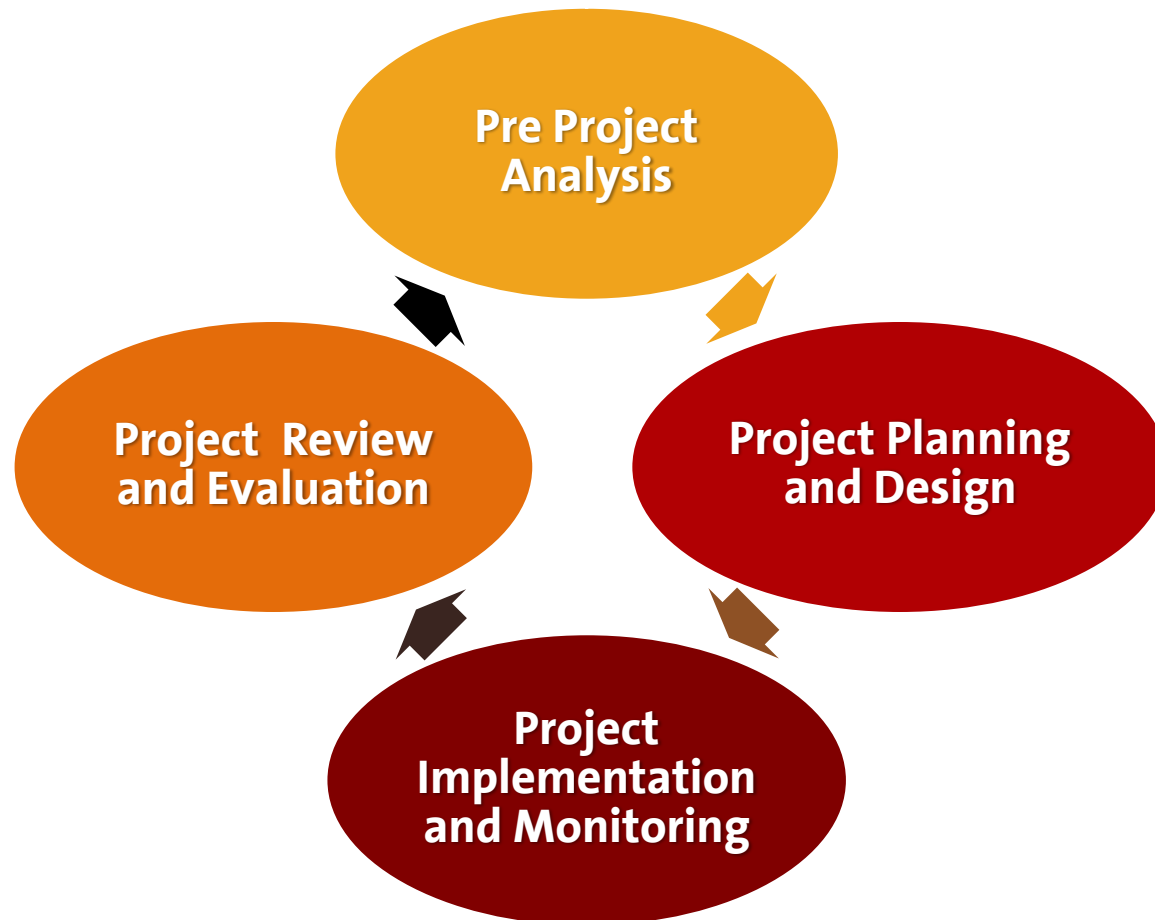 Pre Project
Analysis
Project Planning
and Design
Project
Implementation
and Monitoring
Project  Review
and Evaluation